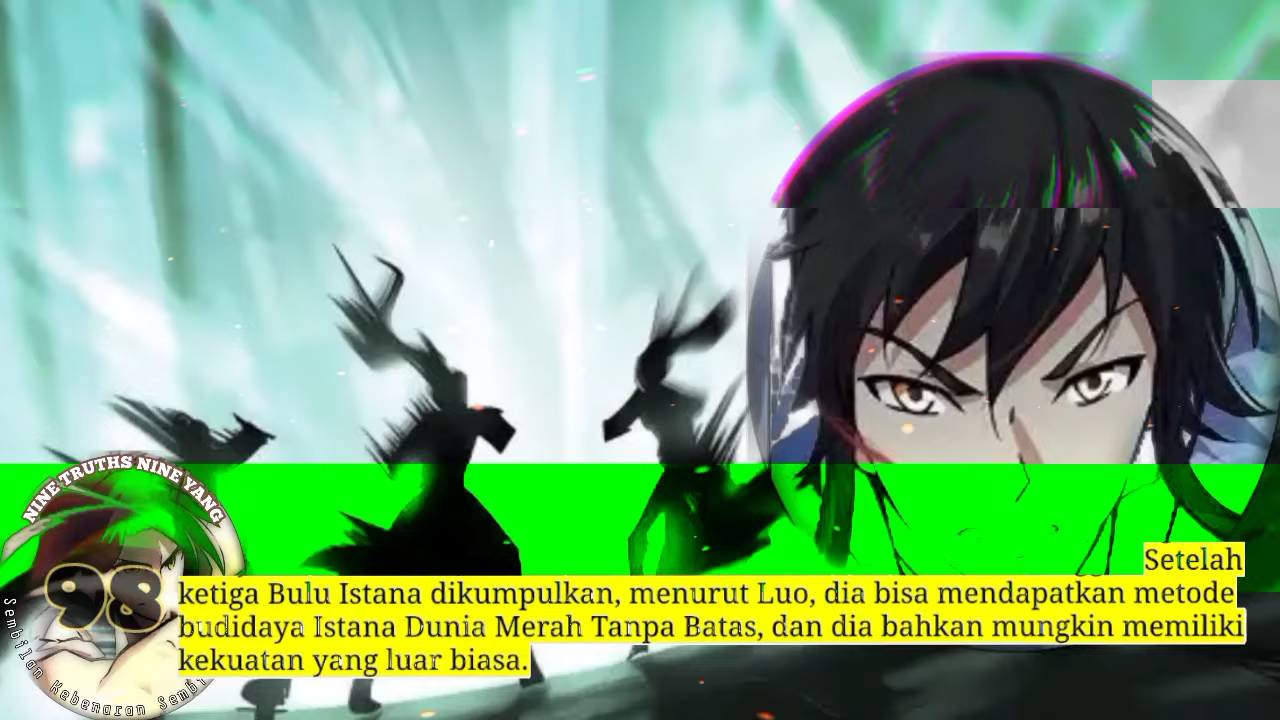 NINE TRUTHS NINE YANG
98
Sembilan Kebenaran Sembi
Setelah
ketiga Bulu Istana dikumpulkan, menurut Luo, dia bisa mendapatkan metode
budidaya Istana Dunia Merah Tanpa Batas, dan dia bahkan mungkin memiliki
kekuatan yang luar biasa.